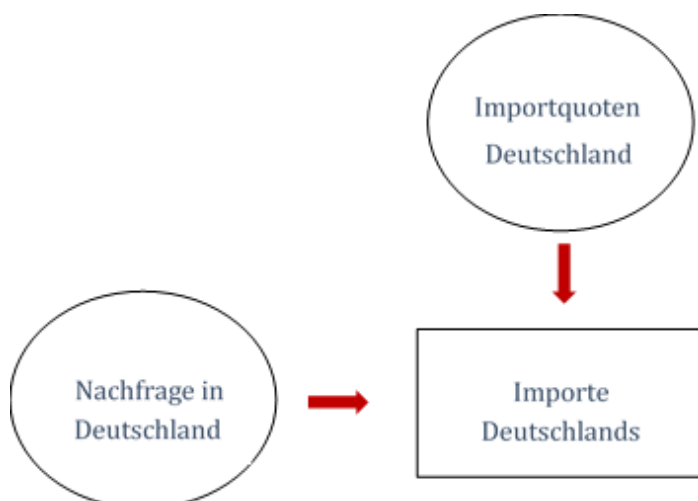 Importquoten
Deutschland
Nachfrage in
Deutschland
Importe
Deutschlands